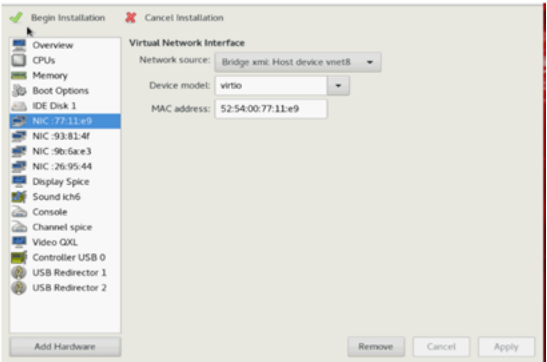 Begin Installation
Cancel Installation
Overview
CPUs
Memory
Boot Options
IDE Disk 1
NIC :77:11:e9
NIC :93:81:4f
NIC :9b:6a:e3
NIC :26:95:44
Display Spice
Sound ich6
Console
Channel spice
Video QXL
Controller USB 0
USB Redirector 1
USB Redirector 2
Add Hardware
Virtual Network Interface
Network source: Bridge xmi: Host device vnet8
Device model: virtio
MAC address: 52:54:00:77:11:e9
Remove
Cancel
Apply